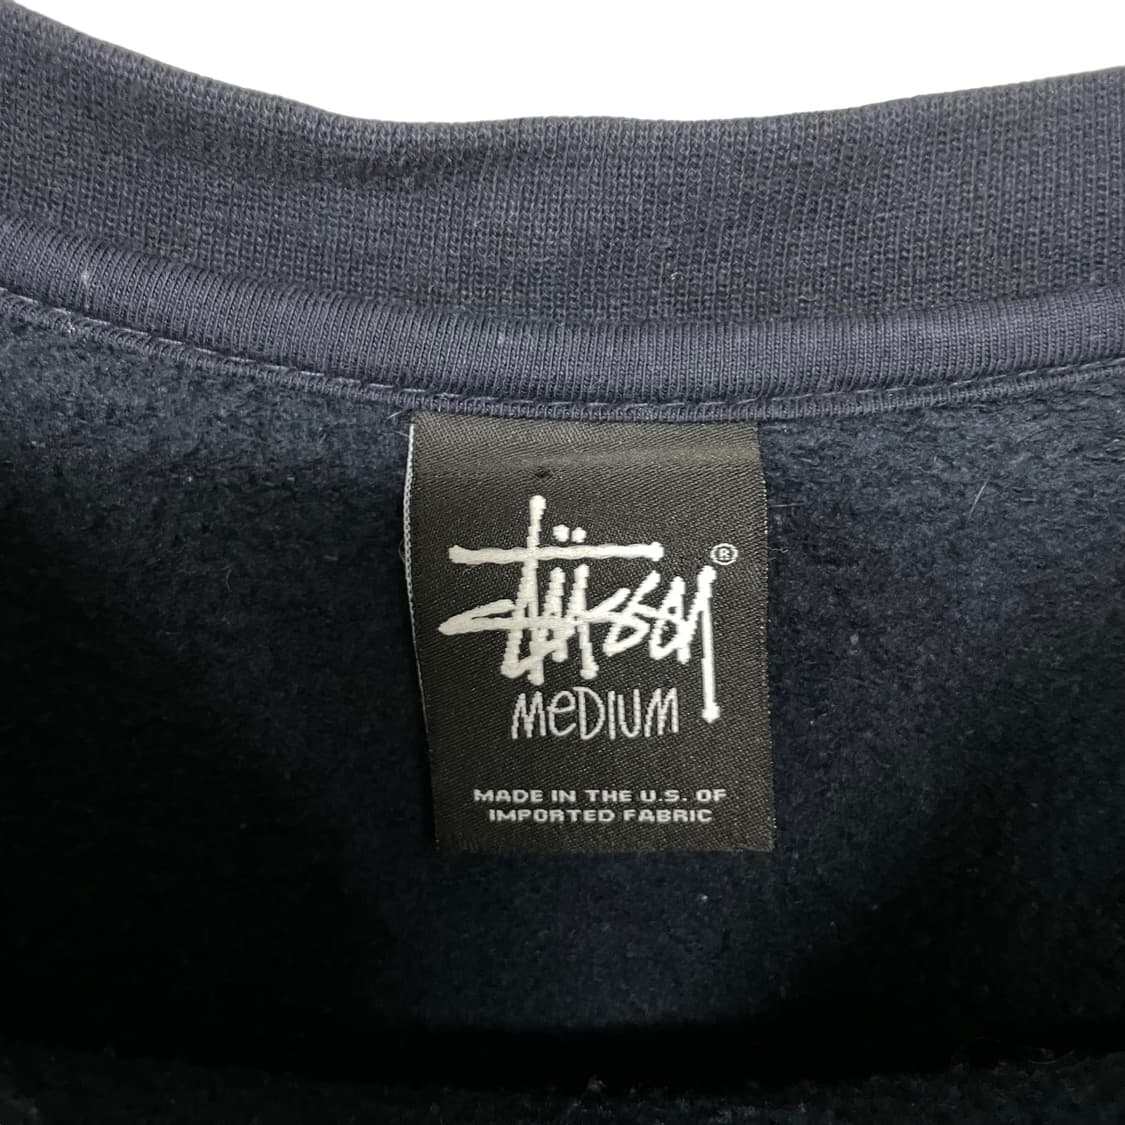 Stüssy ®
MeDIUM
MADE IN THE U.S. OF
IMPORTED FABRIC